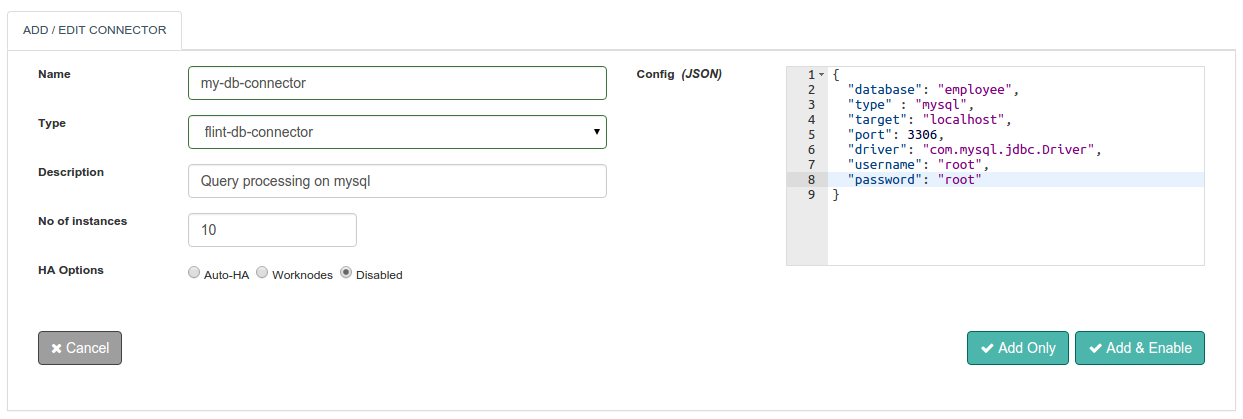 ADD / EDIT CONNECTOR
Name
my-db-connector
Type
flint-db-connector
Description
Query processing on mysql
No of instances
10
HA Options
Auto-HA Worknodes Disabled
Config (JSON)
1 {
2 "database": "employee",
3 "type" : "mysql",
4 "target": "localhost",
5 "port": 3306,
6 "driver": "com.mysql.jdbc.Driver",
7 "username": "root",
8 "password": "root"
9 }
Cancel
Add Only
Add & Enable